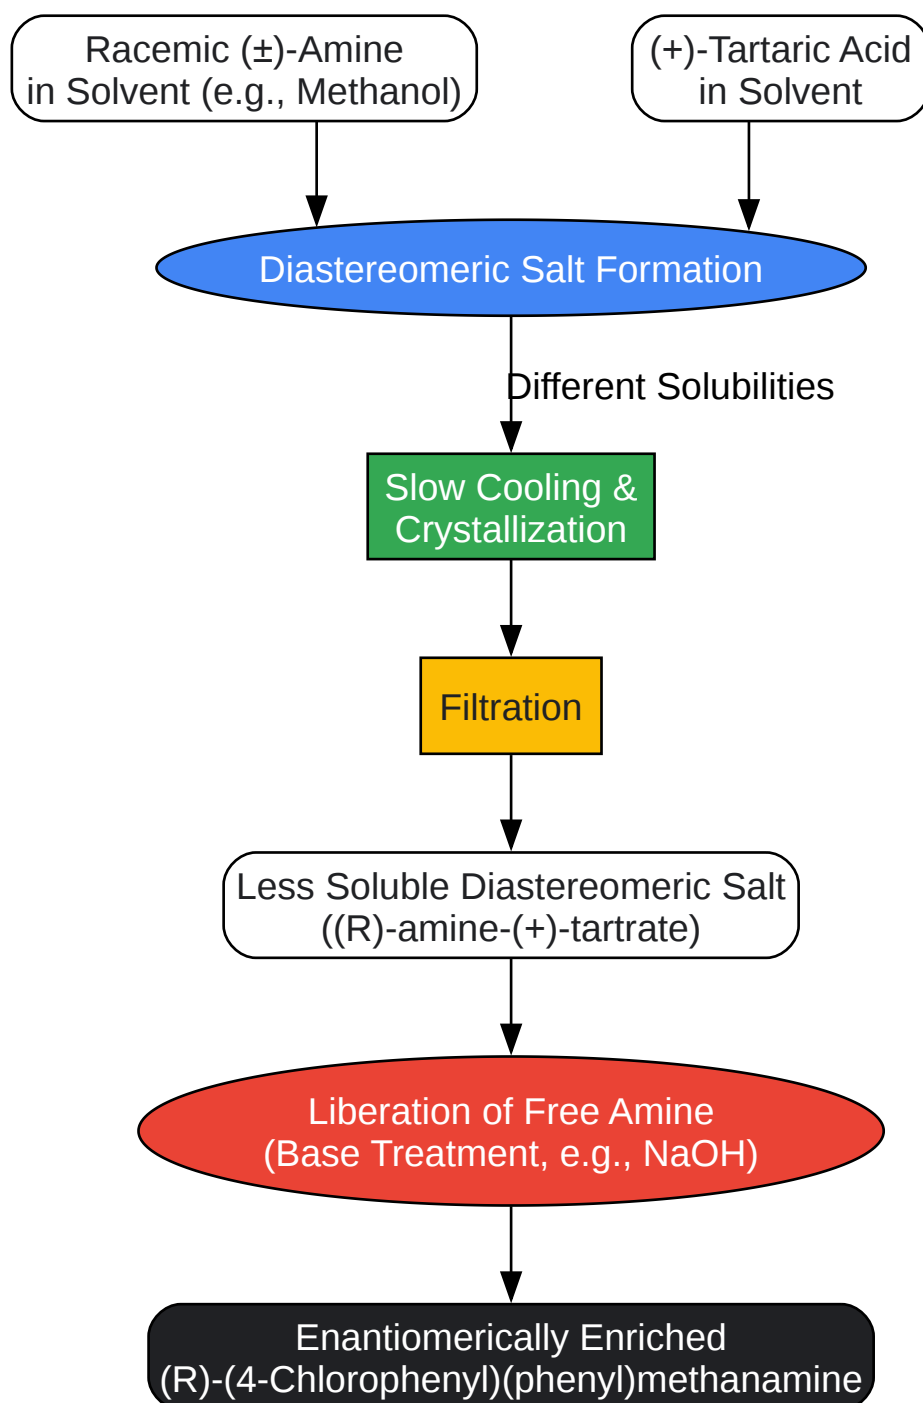 Racemic (±)-Amine
in Solvent (e.g., Methanol)
(+)-Tartaric Acid
in Solvent
Diastereomeric Salt Formation
Different Solubilities
Slow Cooling &
Crystallization
Filtration
Less Soluble Diastereomeric Salt
((R)-amine-(+)-tartrate)
Liberation of Free Amine
(Base Treatment, e.g., NaOH)
Enantiomerically Enriched
(R)-(4-Chlorophenyl)(phenyl)methanamine